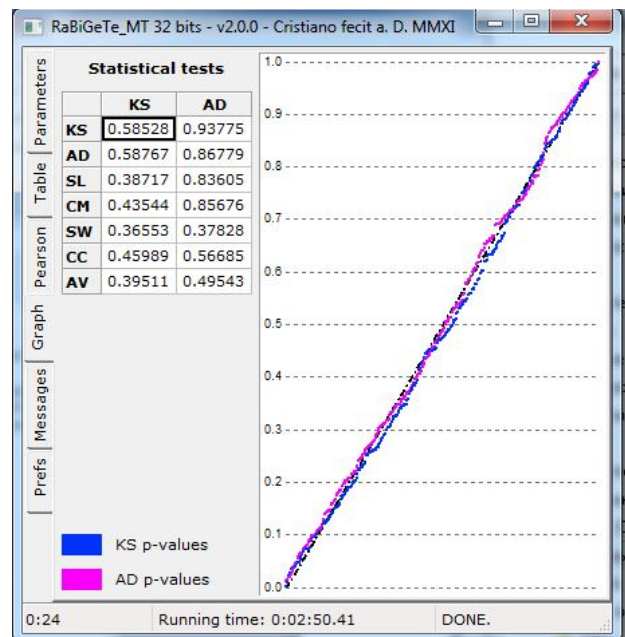 RaBiGeTe_MT 32 bits - v2.0.0 - Cristiano fecit a. D. MMXI
Parameters
Table
Pearson
Graph
Messages
Prefs
Statistical tests
KS AD
KS 0.58528 0.93775
AD 0.58767 0.86779
SL 0.38717 0.83605
CM 0.43544 0.85676
SW 0.36553 0.37828
CC 0.45989 0.56685
AV 0.39511 0.49543
KS p-values
AD p-values
1.0
0.9
0.8
0.7
0.6
0.5
0.4
0.3
0.2
0.1
0.0
0:24 Running time: 0:02:50.41 DONE.